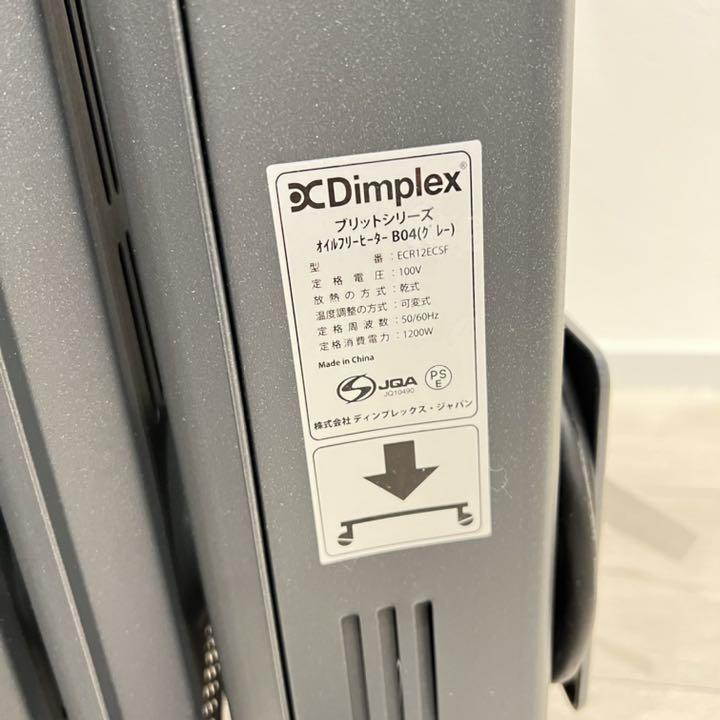 Dimplex®
ブリットシリーズ
オイルフリーヒーター B04(グレー)
型 番：ECR12ECSF
定格電圧：100V
放熱の方式：乾式
温度調整の方式：可変式
定格周波数：50/60Hz
定格消費電力：1200W
Made in China
S JQA
JQ10490
PS
E
株式会社 ディンプレックス・ジャパン